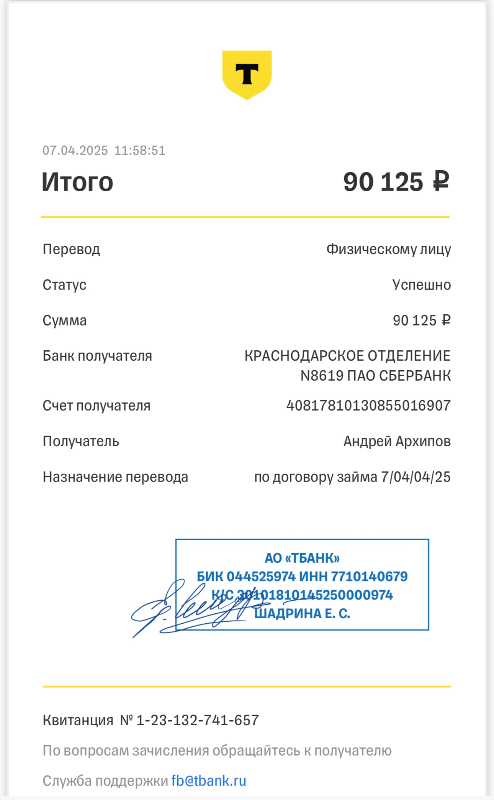 T
07.04.2025 11:58:51
Итого 90 125 ₽
Перевод Физическому лицу
Статус Успешно
Сумма 90 125 ₽
Банк получателя КРАСНОДАРСКОЕ ОТДЕЛЕНИЕ
N8619 ПАО СБЕРБАНК
Счет получателя 40817810130855016907
Получатель Андрей Архипов
Назначение перевода по договору займа 7/04/04/25
АО «ТБАНК»
БИК 044525974 ИНН 7710140679
К/С 30101810145250000974
ШАДРИНА Е. С.
Квитанция № 1-23-132-741-657
По вопросам зачисления обращайтесь к получателю
Служба поддержки fb@tbank.ru